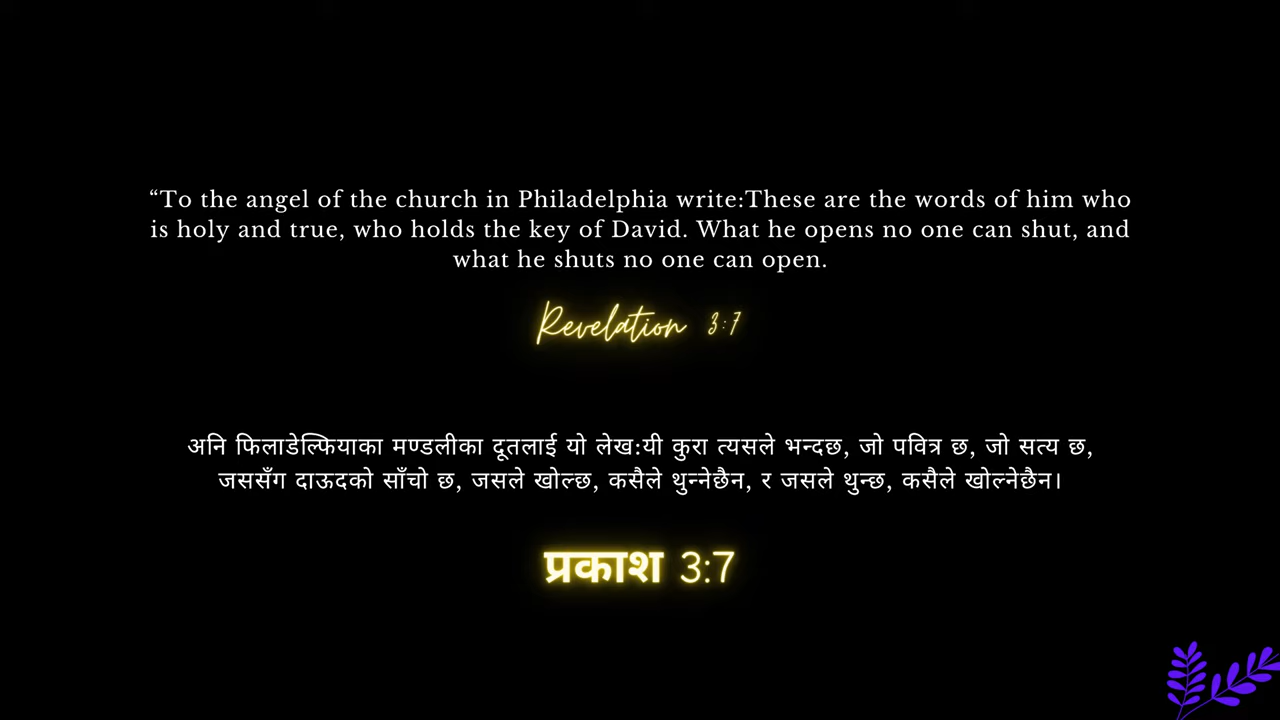 “To the angel of the church in Philadelphia write:These are the words of him who
is holy and true, who holds the key of David. What he opens no one can shut, and
what he shuts no one can open.
Revelation 3:7
अनि फिलाडेल्फियाका मण्डलीका दूतलाई यो लेख:यी कुरा त्यसले भन्दछ, जो पवित्र छ, जो सत्य छ,
जससँग दाऊदको साँचो छ, जसले खोल्छ, कसैले थुन्नेछैन, र जसले थुन्छ, कसैले खोल्नेछैन।
प्रकाश 3:7